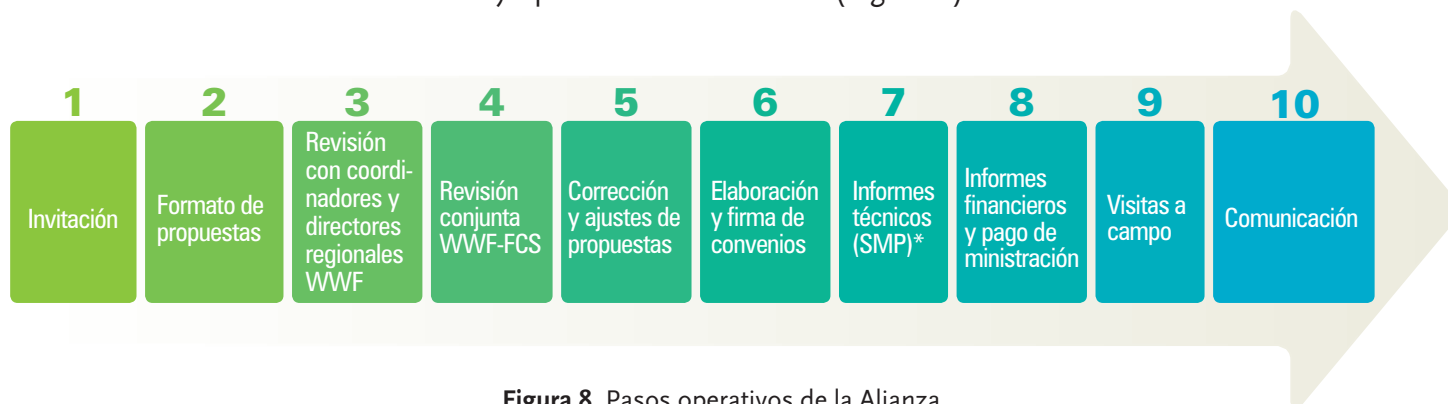 1
Invitación
2
Formato de
propuestas
3
Revisión
con coordi-
nadores y
directores
regionales
WWF
4
Revisión
conjunta
WWF-FCS
5
Corrección
y ajustes de
propuestas
6
Elaboración
y firma de
convenios
7
Informes
técnicos
(SMP)*
8
Informes
financieros
y pago de
ministración
9
Visitas a
campo
10
Comunicación
Figura 8. Pasos operativos de la Alianza